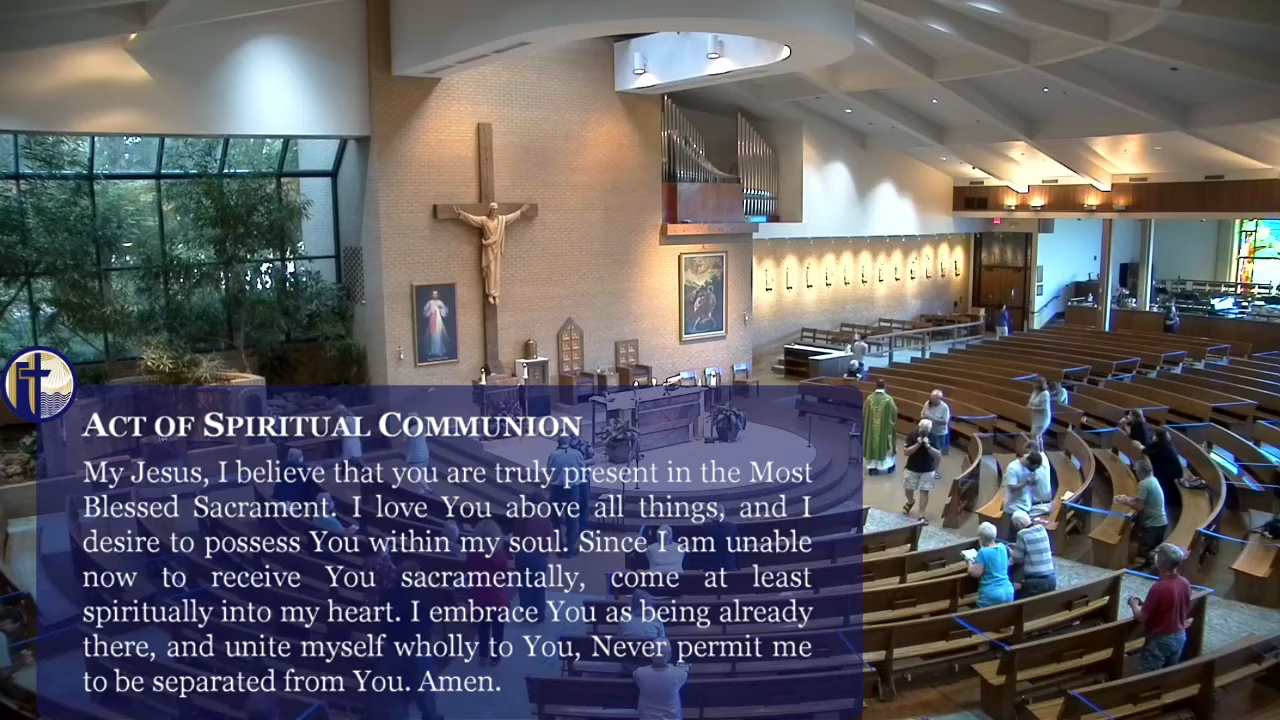 ACT OF SPIRITUAL COMMUNION
My Jesus, I believe that you are truly present in the Most
Blessed Sacrament. I love You above all things, and I
desire to possess You within my soul. Since I am unable
now to receive You sacramentally, come at least
spiritually into my heart. I embrace You as being already
there, and unite myself wholly to You, Never permit me
to be separated from You. Amen.